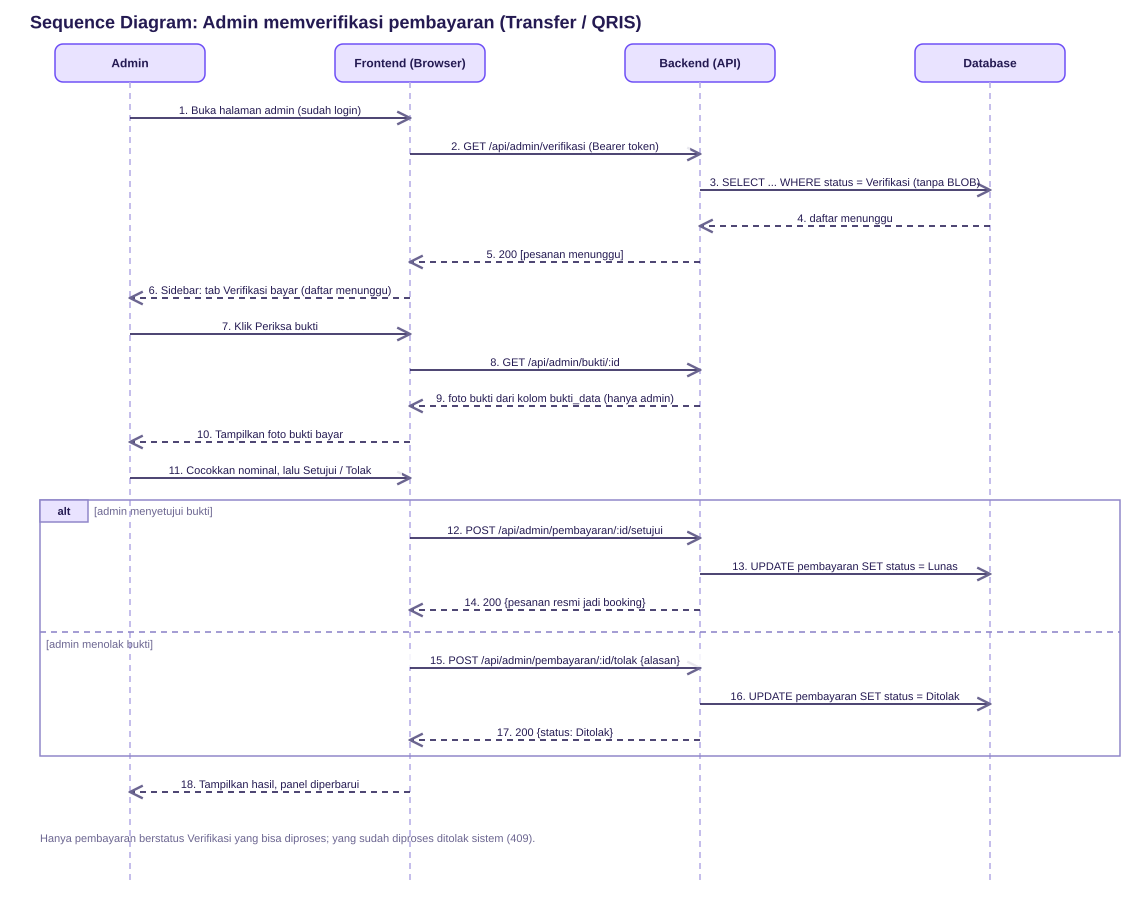 Sequence Diagram: Admin memverifikasi pembayaran (Transfer / QRIS)
Admin
Frontend (Browser)
Backend (API)
Database
1. Buka halaman admin (sudah login)
2. GET /api/admin/verifikasi (Bearer token)
3. SELECT ... WHERE status = Verifikasi (tanpa BLOB)
4. daftar menunggu
5. 200 [pesanan menunggu]
6. Sidebar: tab Verifikasi bayar (daftar menunggu)
7. Klik Periksa bukti
8. GET /api/admin/bukti/:id
9. foto bukti dari kolom bukti_data (hanya admin)
10. Tampilkan foto bukti bayar
11. Cocokkan nominal, lalu Setujui / Tolak
alt
[admin menyetujui bukti]
12. POST /api/admin/pembayaran/:id/setujui
13. UPDATE pembayaran SET status = Lunas
14. 200 {pesanan resmi jadi booking}
[admin menolak bukti]
15. POST /api/admin/pembayaran/:id/tolak {alasan}
16. UPDATE pembayaran SET status = Ditolak
17. 200 {status: Ditolak}
18. Tampilkan hasil, panel diperbarui
Hanya pembayaran berstatus Verifikasi yang bisa diproses; yang sudah diproses ditolak sistem (409).